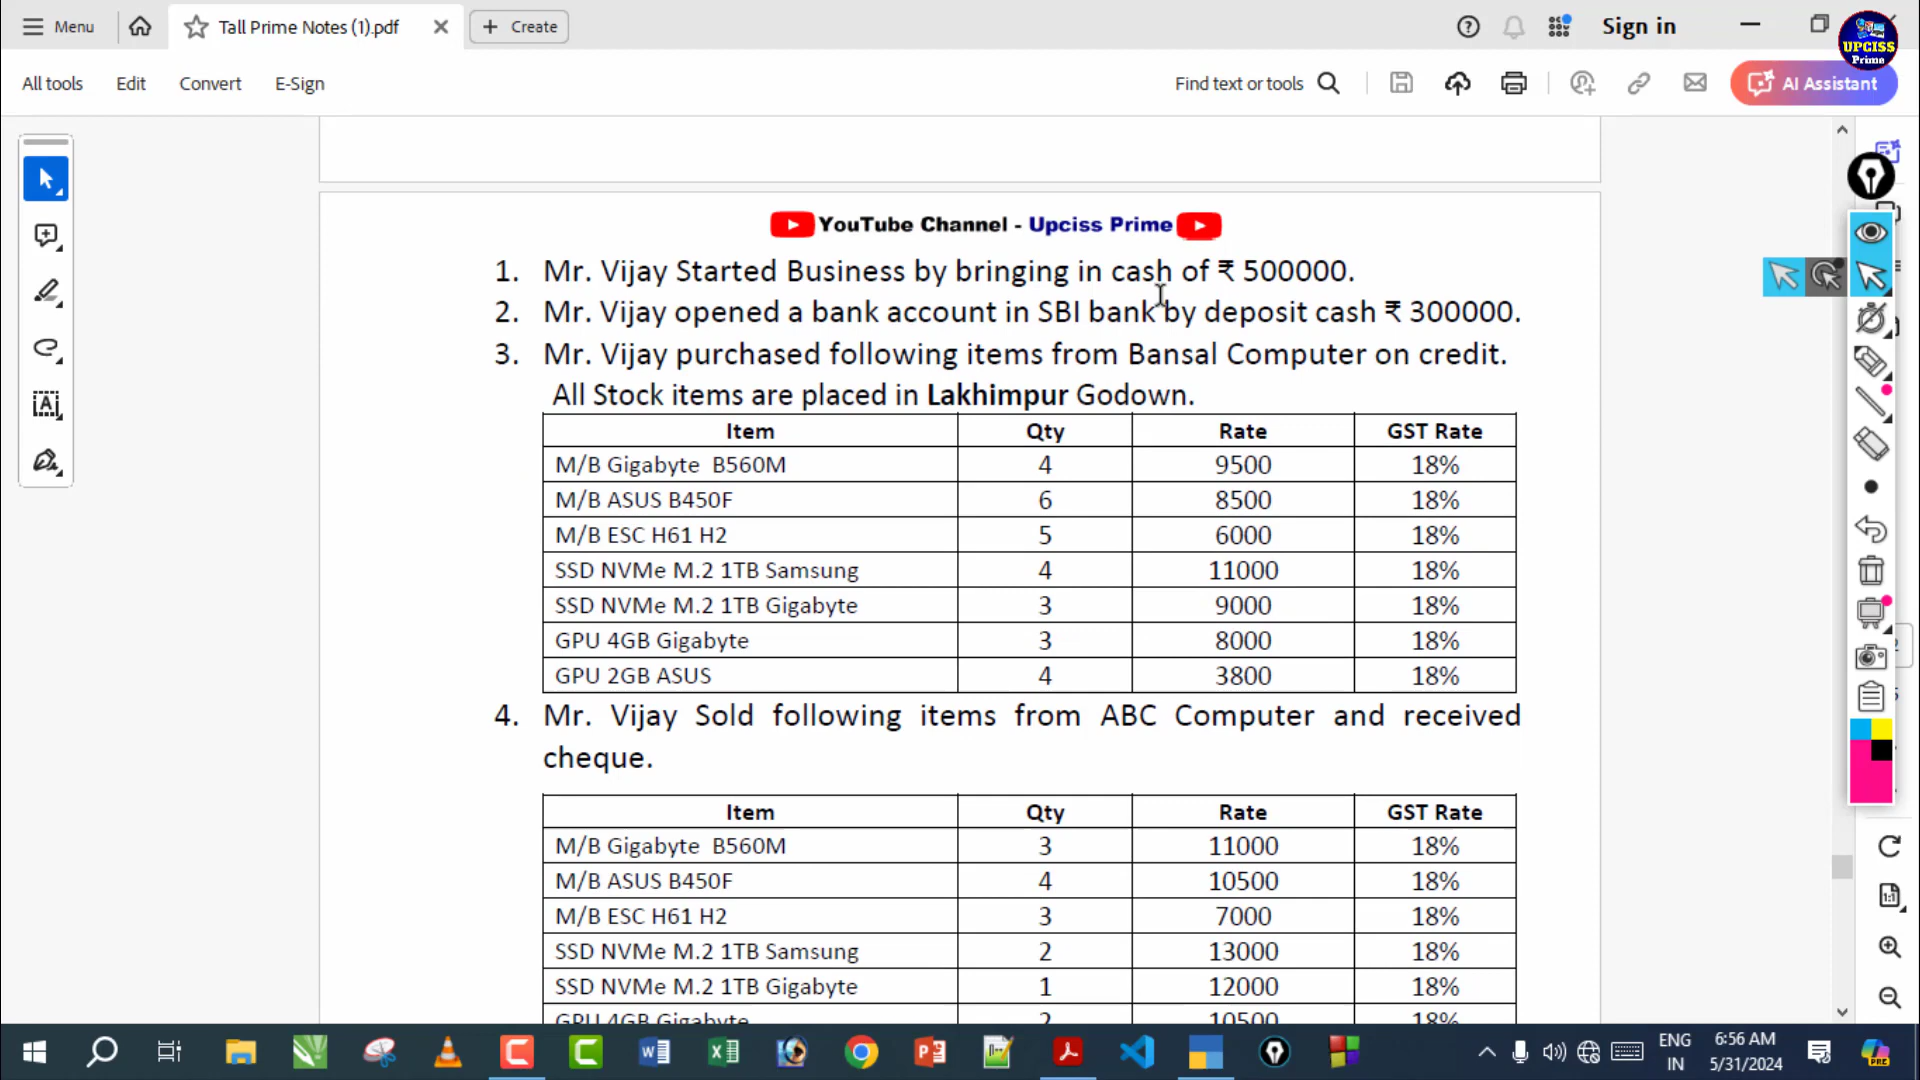 Menu
Tall Prime Notes (1).pdf
Create
Sign in
UPCISS
Prime
All tools
Edit
Convert
E-Sign
Find text or tools
AI Assistant
YouTube Channel - Upciss Prime
1. Mr. Vijay Started Business by bringing in cash of ₹ 500000.
2. Mr. Vijay opened a bank account in SBI bank by deposit cash ₹ 300000.
3. Mr. Vijay purchased following items from Bansal Computer on credit.
All Stock items are placed in Lakhimpur Godown.
Item Qty Rate GST Rate
M/B Gigabyte B560M 4 9500 18%
M/B ASUS B450F 6 8500 18%
M/B ESC H61 H2 5 6000 18%
SSD NVMe M.2 1TB Samsung 4 11000 18%
SSD NVMe M.2 1TB Gigabyte 3 9000 18%
GPU 4GB Gigabyte 3 8000 18%
GPU 2GB ASUS 4 3800 18%
4. Mr. Vijay Sold following items from ABC Computer and received
cheque.
Item Qty Rate GST Rate
M/B Gigabyte B560M 3 11000 18%
M/B ASUS B450F 4 10500 18%
M/B ESC H61 H2 3 7000 18%
SSD NVMe M.2 1TB Samsung 2 13000 18%
SSD NVMe M.2 1TB Gigabyte 1 12000 18%
GPU 4GB Gigabyte 2 10500 18%
ENG
IN
6:56 AM
5/31/2024